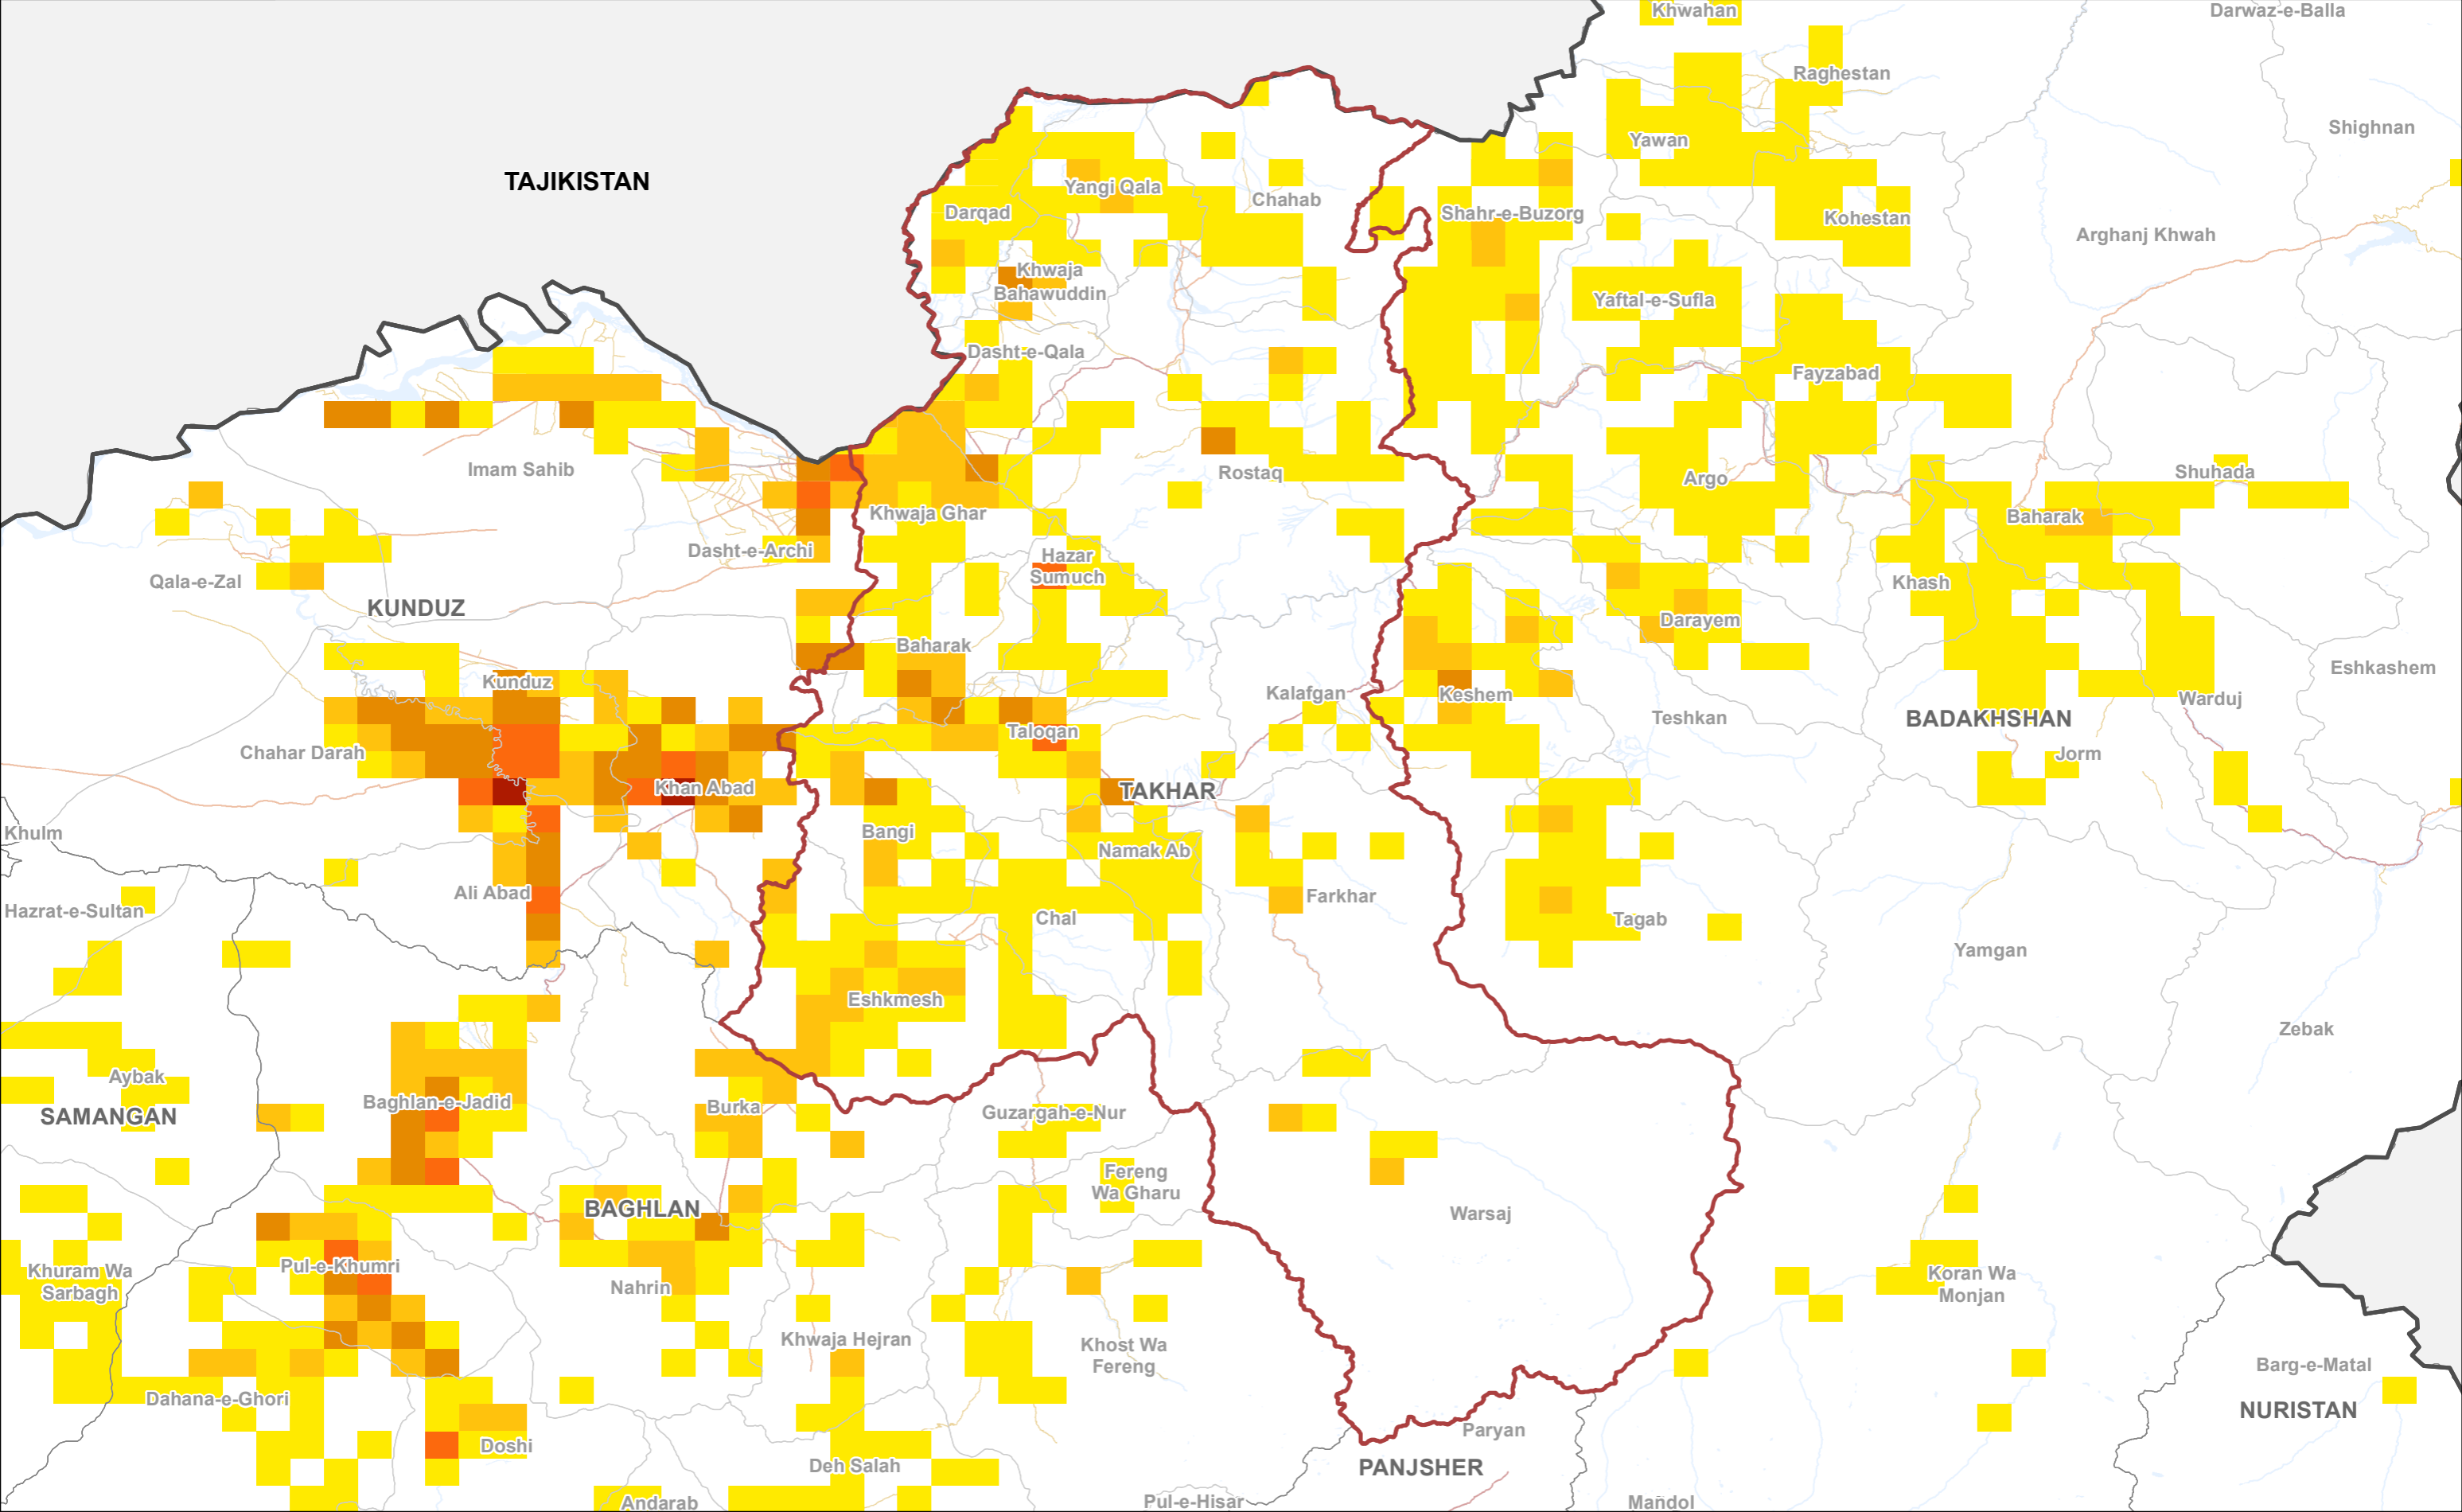 Khwahan
Darwaz-e-Balla
Raghestan
Shighnan
Yawan
TAJIKISTAN
Yangi Qala
Chahab
Darqad
Shahr-e-Buzorg
Kohestan
Arghanj Khwah
Khwaja
Bahawuddin
Yaftal-e-Sufla
Dasht-e-Qala
Fayzabad
Imam Sahib
Rostaq
Argo
Shuhada
Khwaja Ghar
Baharak
Dasht-e-Archi
Hazar
Sumuch
Qala-e-Zal
Khash
KUNDUZ
Darayem
Baharak
Eshkashem
Kunduz
Kalafgan
Keshem
Warduj
Teshkan
BADAKHSHAN
Taloqan
Chahar Darah
Jorm
Khan Abad
TAKHAR
Khulm
Bangi
Namak Ab
Ali Abad
Farkhar
Hazrat-e-Sultan
Chal
Tagab
Yamgan
Eshkmesh
Zebak
Aybak
Baghlan-e-Jadid
Burka
Guzargah-e-Nur
SAMANGAN
Fereng
Wa Gharu
BAGHLAN
Warsaj
Pul-e-Khumri
Khuram Wa
Sarbagh
Nahrin
Koran Wa
Monjan
Khwaja Hejran
Khost Wa
Fereng
Barg-e-Matal
Dahana-e-Ghori
NURISTAN
Paryan
Doshi
Deh Salah
PANJSHER
Andarab
Pul-e-Hisar
Mandol